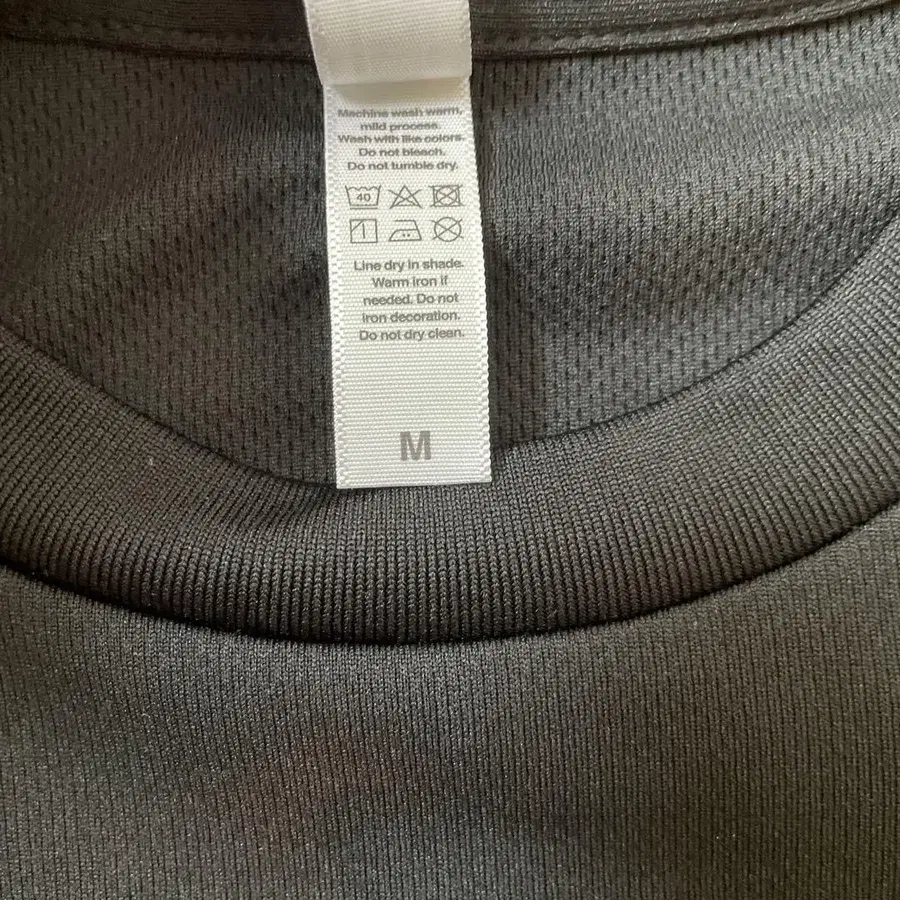 Machine wash warm,
mild process.
Wash with like colors.
Do not bleach.
Do not tumble dry.
40
Line dry in shade.
Warm iron if
needed. Do not
iron decoration.
Do not dry clean.
M